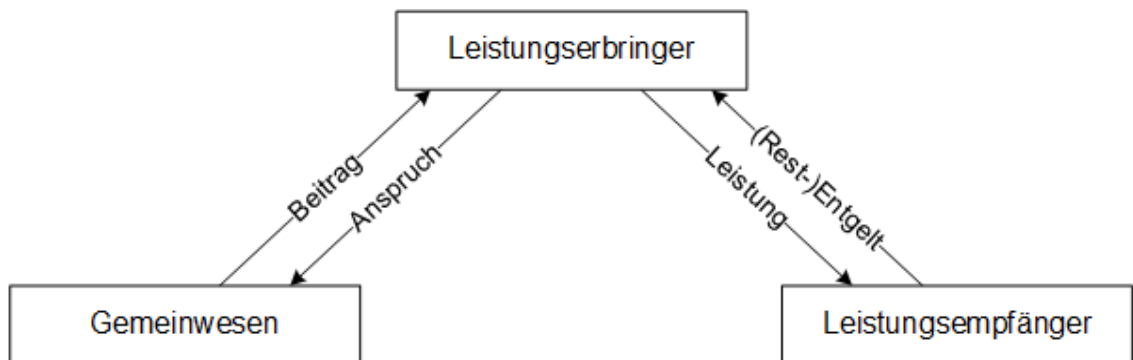 Leistungserbringer
Beitrag
Anspruch
Leistung
(Rest-)Entgelt
Gemeinwesen
Leistungsempfänger